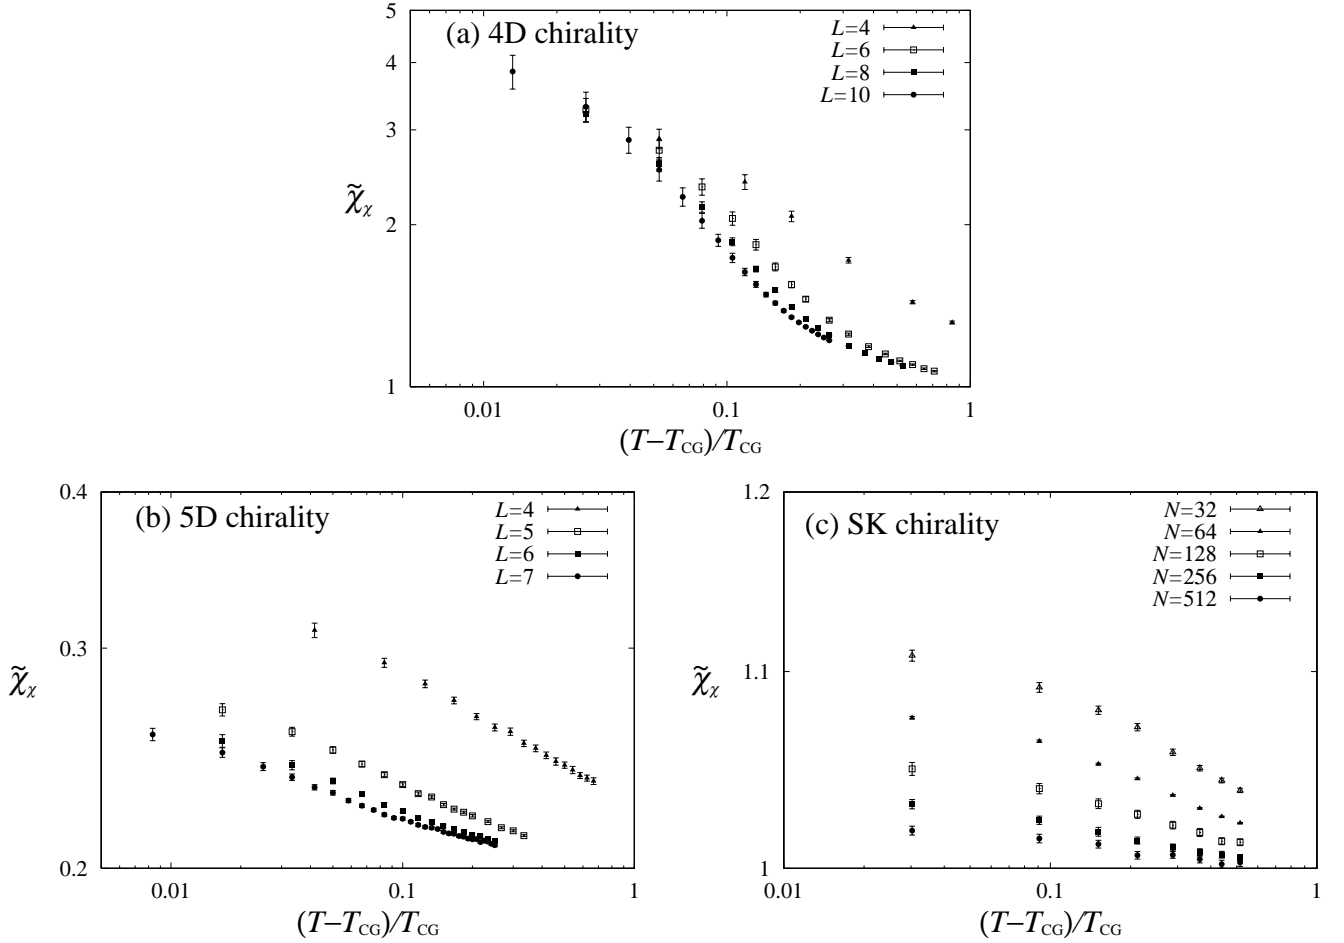 (a) 4D chirality
L=4
L=6
L=8
L=10
5
4
3
2
1
χ̃χ
0.01
0.1
1
(T−TCG)/TCG
(b) 5D chirality
L=4
L=5
L=6
L=7
0.4
0.3
0.2
χ̃χ
0.01
0.1
1
(T−TCG)/TCG
(c) SK chirality
N=32
N=64
N=128
N=256
N=512
1.2
1.1
1
χ̃χ
0.01
0.1
1
(T−TCG)/TCG